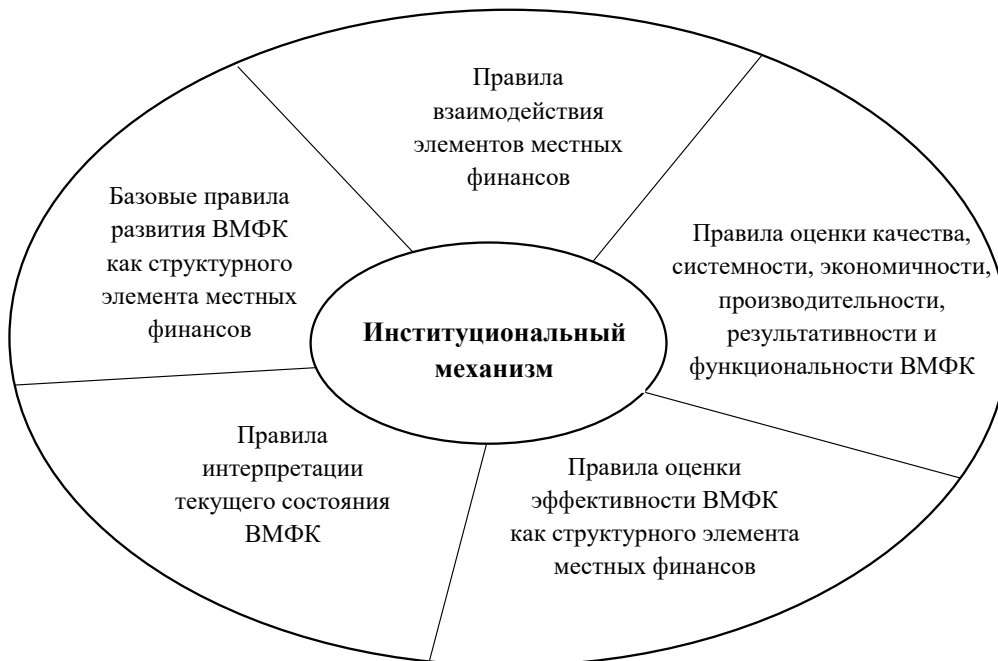 Правила
взаимодействия
элементов местных
финансов
Базовые правила
развития ВМФК
как структурного
элемента местных
финансов
Правила оценки качества,
системности, экономичности,
производительности,
результативности и
функциональности ВМФК
Институциональный
механизм
Правила
интерпретации
текущего состояния
ВМФК
Правила оценки
эффективности ВМФК
как структурного элемента
местных финансов